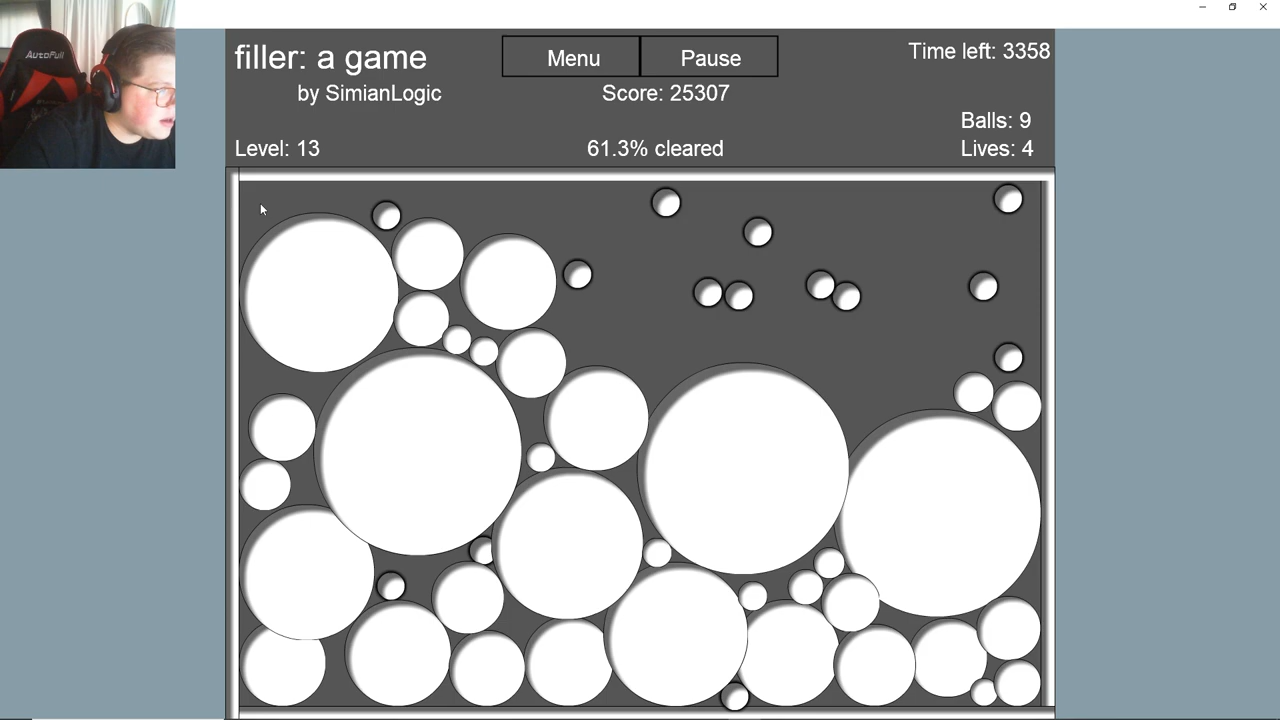 AutoFull
filler: a game
Menu
Pause
Time left: 3358
by SimianLogic
Score: 25307
Balls: 9
Level: 13
61.3% cleared
Lives: 4